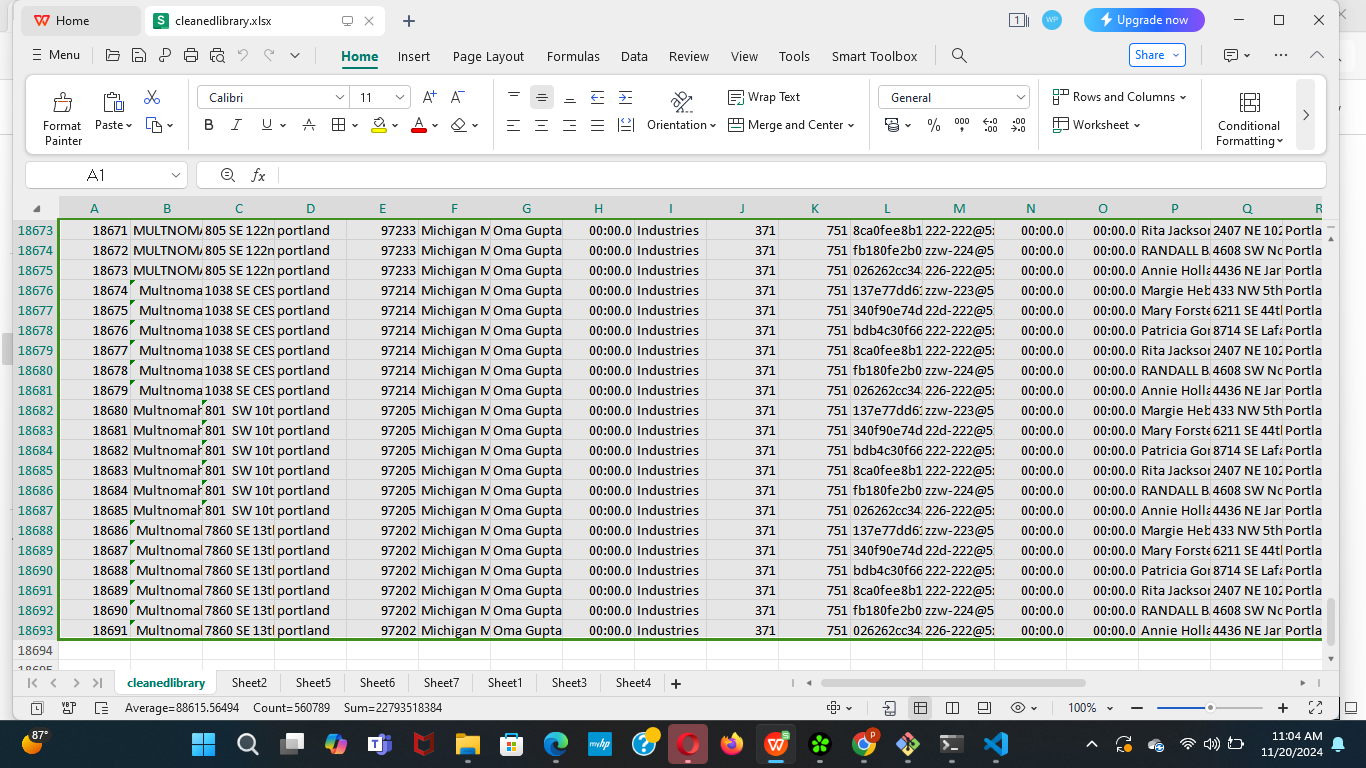 Home cleanedlibrary.xlsx 1 WP Upgrade now
Menu Home Insert Page Layout Formulas Data Review View Tools Smart Toolbox Share
Format Painter Paste Calibri 11 Orientation Wrap Text Merge and Center General Rows and Columns Worksheet Conditional Formatting
A1 fx
A B C D E F G H I J K L M N O P Q R
18673 18671 MULTNOMA 805 SE 122n portland 97233 Michigan M Oma Gupta 00:00.0 Industries 371 751 8ca0fee8b1 222-222@5 00:00.0 00:00.0 Rita Jackson 2407 NE 102 Portla
18674 18672 MULTNOMA 805 SE 122n portland 97233 Michigan M Oma Gupta 00:00.0 Industries 371 751 fb180fe2b0 zzw-224@5 00:00.0 00:00.0 RANDALL B 4608 SW No Portla
18675 18673 MULTNOMA 805 SE 122n portland 97233 Michigan M Oma Gupta 00:00.0 Industries 371 751 026262cc34 226-222@5 00:00.0 00:00.0 Annie Holla 4436 NE Jar Portla
18676 18674 Multnoma 1038 SE CES portland 97214 Michigan M Oma Gupta 00:00.0 Industries 371 751 137e77dd61 zzw-223@5 00:00.0 00:00.0 Margie Heb 433 NW 5th Portla
18677 18675 Multnoma 1038 SE CES portland 97214 Michigan M Oma Gupta 00:00.0 Industries 371 751 340f90e74d 22d-222@5 00:00.0 00:00.0 Mary Forste 6211 SE 44th Portla
18678 18676 Multnoma 1038 SE CES portland 97214 Michigan M Oma Gupta 00:00.0 Industries 371 751 bdb4c30f66 222-222@5 00:00.0 00:00.0 Patricia Gor 8714 SE Lafa Portla
18679 18677 Multnoma 1038 SE CES portland 97214 Michigan M Oma Gupta 00:00.0 Industries 371 751 8ca0fee8b1 222-222@5 00:00.0 00:00.0 Rita Jackson 2407 NE 102 Portla
18680 18678 Multnoma 1038 SE CES portland 97214 Michigan M Oma Gupta 00:00.0 Industries 371 751 fb180fe2b0 zzw-224@5 00:00.0 00:00.0 RANDALL B 4608 SW No Portla
18681 18679 Multnoma 1038 SE CES portland 97214 Michigan M Oma Gupta 00:00.0 Industries 371 751 026262cc34 226-222@5 00:00.0 00:00.0 Annie Holla 4436 NE Jar Portla
18682 18680 Multnomah 801 SW 10t portland 97205 Michigan M Oma Gupta 00:00.0 Industries 371 751 137e77dd61 zzw-223@5 00:00.0 00:00.0 Margie Heb 433 NW 5th Portla
18683 18681 Multnomah 801 SW 10t portland 97205 Michigan M Oma Gupta 00:00.0 Industries 371 751 340f90e74d 22d-222@5 00:00.0 00:00.0 Mary Forste 6211 SE 44th Portla
18684 18682 Multnomah 801 SW 10t portland 97205 Michigan M Oma Gupta 00:00.0 Industries 371 751 bdb4c30f66 222-222@5 00:00.0 00:00.0 Patricia Gor 8714 SE Lafa Portla
18685 18683 Multnomah 801 SW 10t portland 97205 Michigan M Oma Gupta 00:00.0 Industries 371 751 8ca0fee8b1 222-222@5 00:00.0 00:00.0 Rita Jackson 2407 NE 102 Portla
18686 18684 Multnomah 801 SW 10t portland 97205 Michigan M Oma Gupta 00:00.0 Industries 371 751 fb180fe2b0 zzw-224@5 00:00.0 00:00.0 RANDALL B 4608 SW No Portla
18687 18685 Multnomah 801 SW 10t portland 97205 Michigan M Oma Gupta 00:00.0 Industries 371 751 026262cc34 226-222@5 00:00.0 00:00.0 Annie Holla 4436 NE Jar Portla
18688 18686 Multnomal 7860 SE 13th portland 97202 Michigan M Oma Gupta 00:00.0 Industries 371 751 137e77dd61 zzw-223@5 00:00.0 00:00.0 Margie Heb 433 NW 5th Portla
18689 18687 Multnomal 7860 SE 13th portland 97202 Michigan M Oma Gupta 00:00.0 Industries 371 751 340f90e74d 22d-222@5 00:00.0 00:00.0 Mary Forste 6211 SE 44th Portla
18690 18688 Multnomal 7860 SE 13th portland 97202 Michigan M Oma Gupta 00:00.0 Industries 371 751 bdb4c30f66 222-222@5 00:00.0 00:00.0 Patricia Gor 8714 SE Lafa Portla
18691 18689 Multnomal 7860 SE 13th portland 97202 Michigan M Oma Gupta 00:00.0 Industries 371 751 8ca0fee8b1 222-222@5 00:00.0 00:00.0 Rita Jackson 2407 NE 102 Portla
18692 18690 Multnomal 7860 SE 13th portland 97202 Michigan M Oma Gupta 00:00.0 Industries 371 751 fb180fe2b0 zzw-224@5 00:00.0 00:00.0 RANDALL B 4608 SW No Portla
18693 18691 Multnomal 7860 SE 13th portland 97202 Michigan M Oma Gupta 00:00.0 Industries 371 751 026262cc34 226-222@5 00:00.0 00:00.0 Annie Holla 4436 NE Jar Portla
18694
18695
cleanedlibrary Sheet2 Sheet5 Sheet6 Sheet7 Sheet1 Sheet3 Sheet4
Average=88615.56494 Count=560789 Sum=22793518384 100%
87° 11:04 AM
11/20/2024